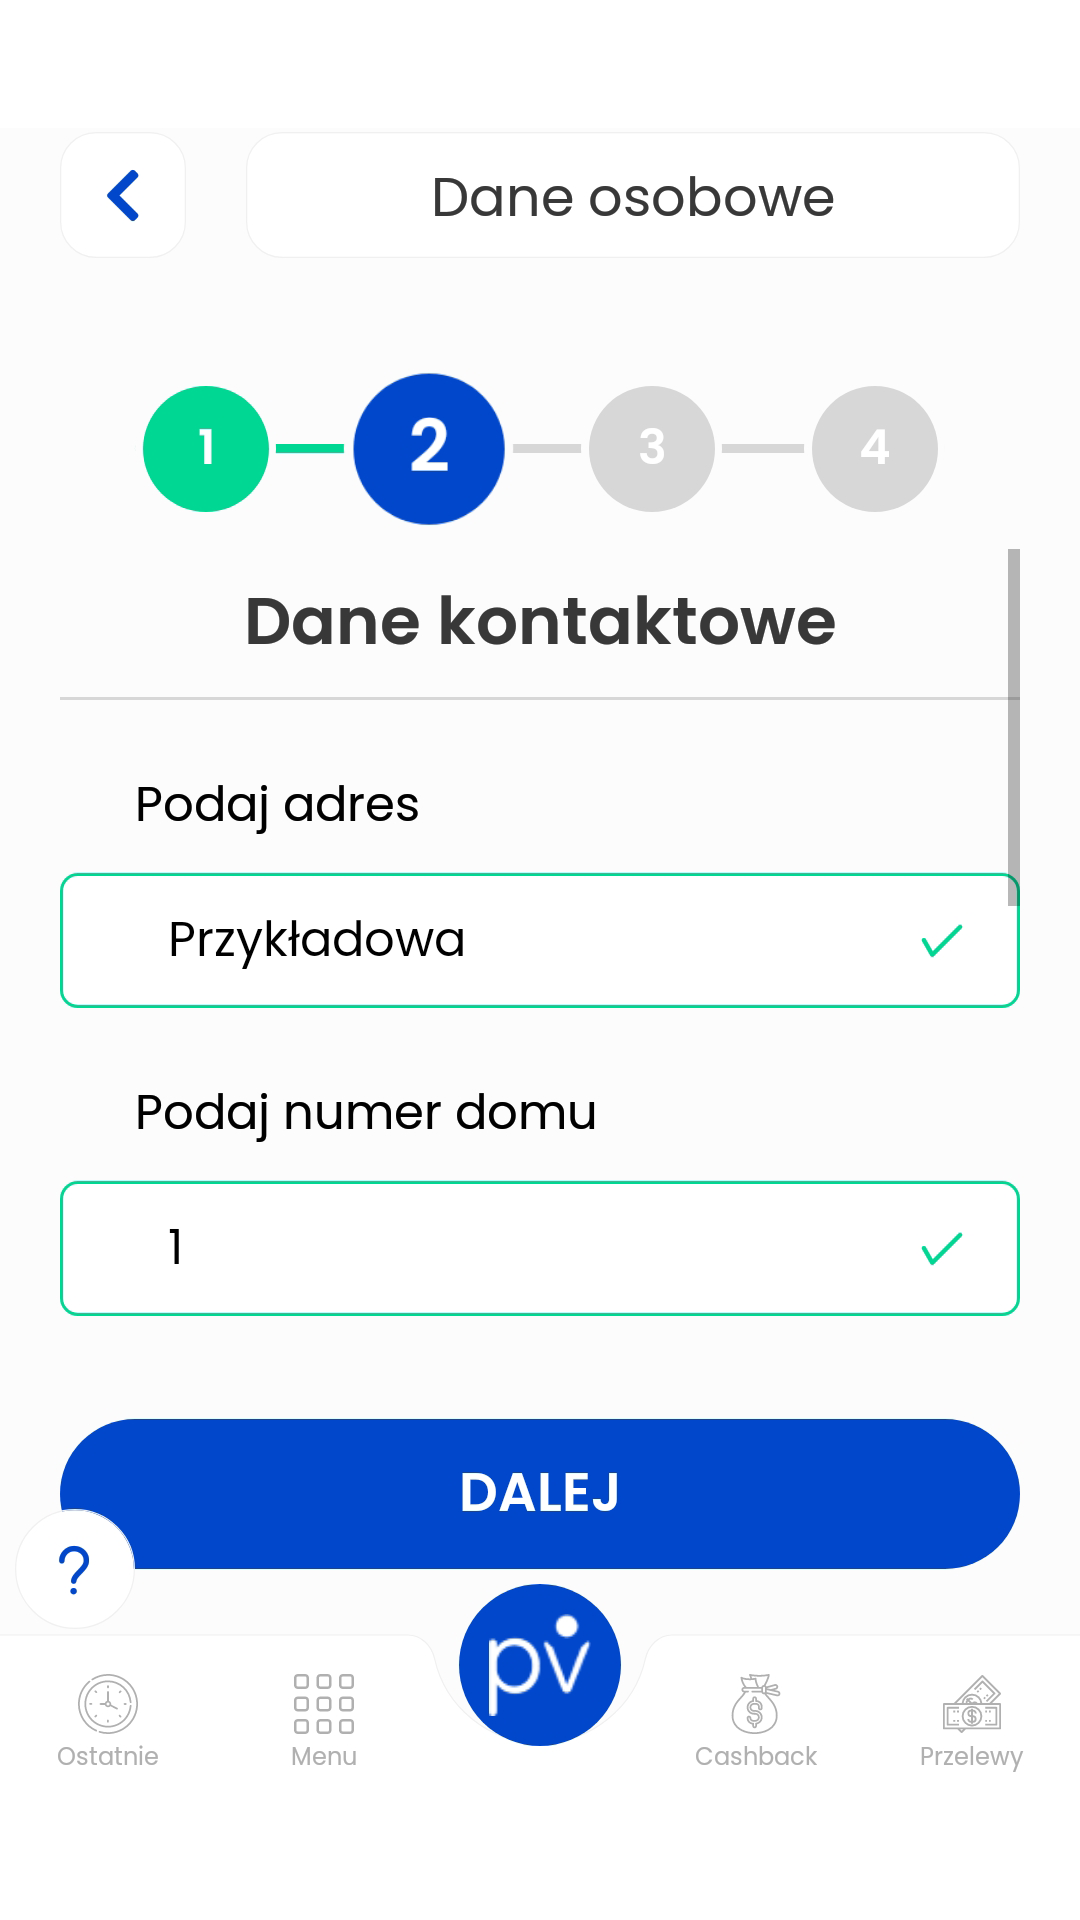 Dane osobowe
1 2 3 4
Dane kontaktowe
Podaj adres
Przykładowa
Podaj numer domu
1
DALEJ
?
pv
Ostatnie Menu Cashback Przelewy